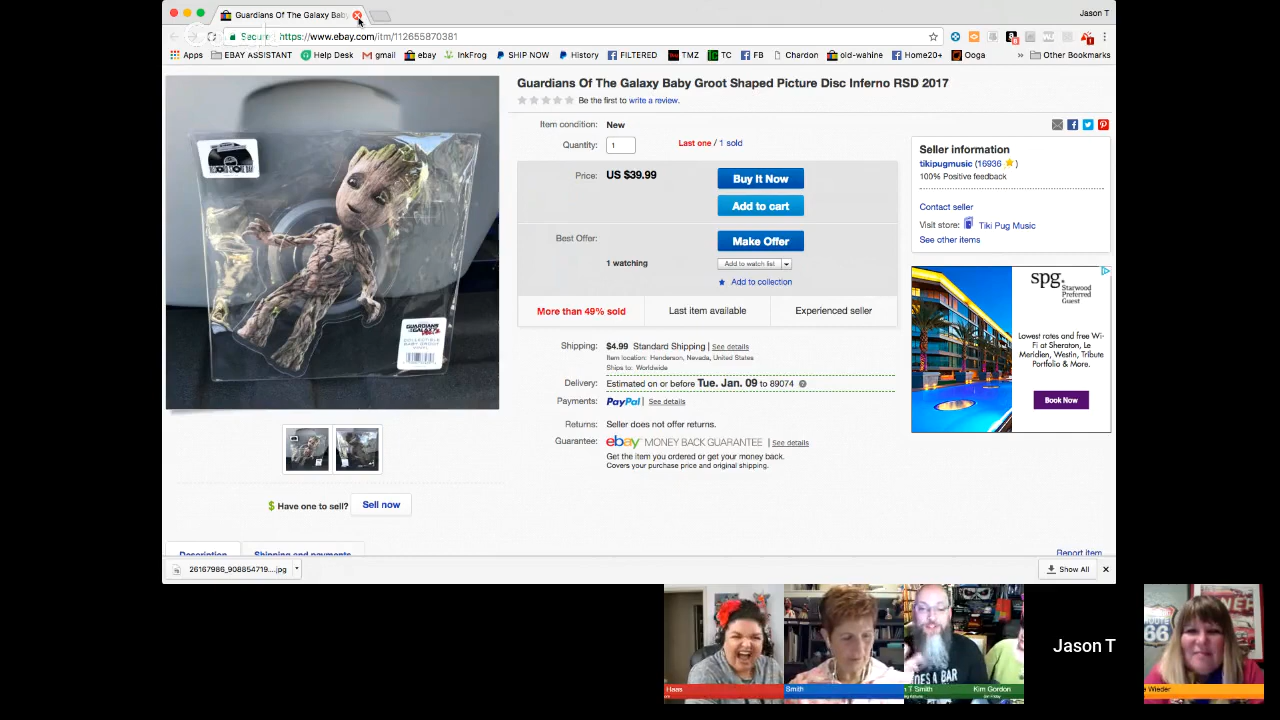 Guardians Of The Galaxy Baby
Jason T
Secure
https://www.ebay.com/itm/112655870381
Apps EBAY ASSISTANT Help Desk gmail ebay InkFrog SHIP NOW History FILTERED TMZ TC FB Chardon old-wahine Home20+ Ooga » Other Bookmarks
Guardians Of The Galaxy Baby Groot Shaped Picture Disc Inferno RSD 2017
Be the first to write a review.
Item condition: New
Quantity: 1 Last one / 1 sold
Price: US $39.99 Buy It Now
Add to cart
Best Offer: Make Offer
1 watching Add to watch list
Add to collection
More than 49% sold Last item available Experienced seller
Shipping: $4.99 Standard Shipping | See details
Item location: Henderson, Nevada, United States
Ships to: Worldwide
Delivery: Estimated on or before Tue. Jan. 09 to 89074
Payments: PayPal | See details
Returns: Seller does not offer returns.
Guarantee: ebay MONEY BACK GUARANTEE | See details
Get the item you ordered or get your money back.
Covers your purchase price and original shipping.
Seller information
tikipugmusic (16936 )
100% Positive feedback
Contact seller
Visit store: Tiki Pug Music
See other items
spg.
Starwood
Preferred
Guest
Lowest rates and free Wi-
Fi at Sheraton, Le
Meridien, Westin, Tribute
Portfolio & More.
Book Now
Have one to sell? Sell now
Description Shipping and payments
Report item
26167986_908854719....jpg
Show All
Haas
Smith
T Smith
Kim Gordon
Jason T
ROUTE
66
Wieder